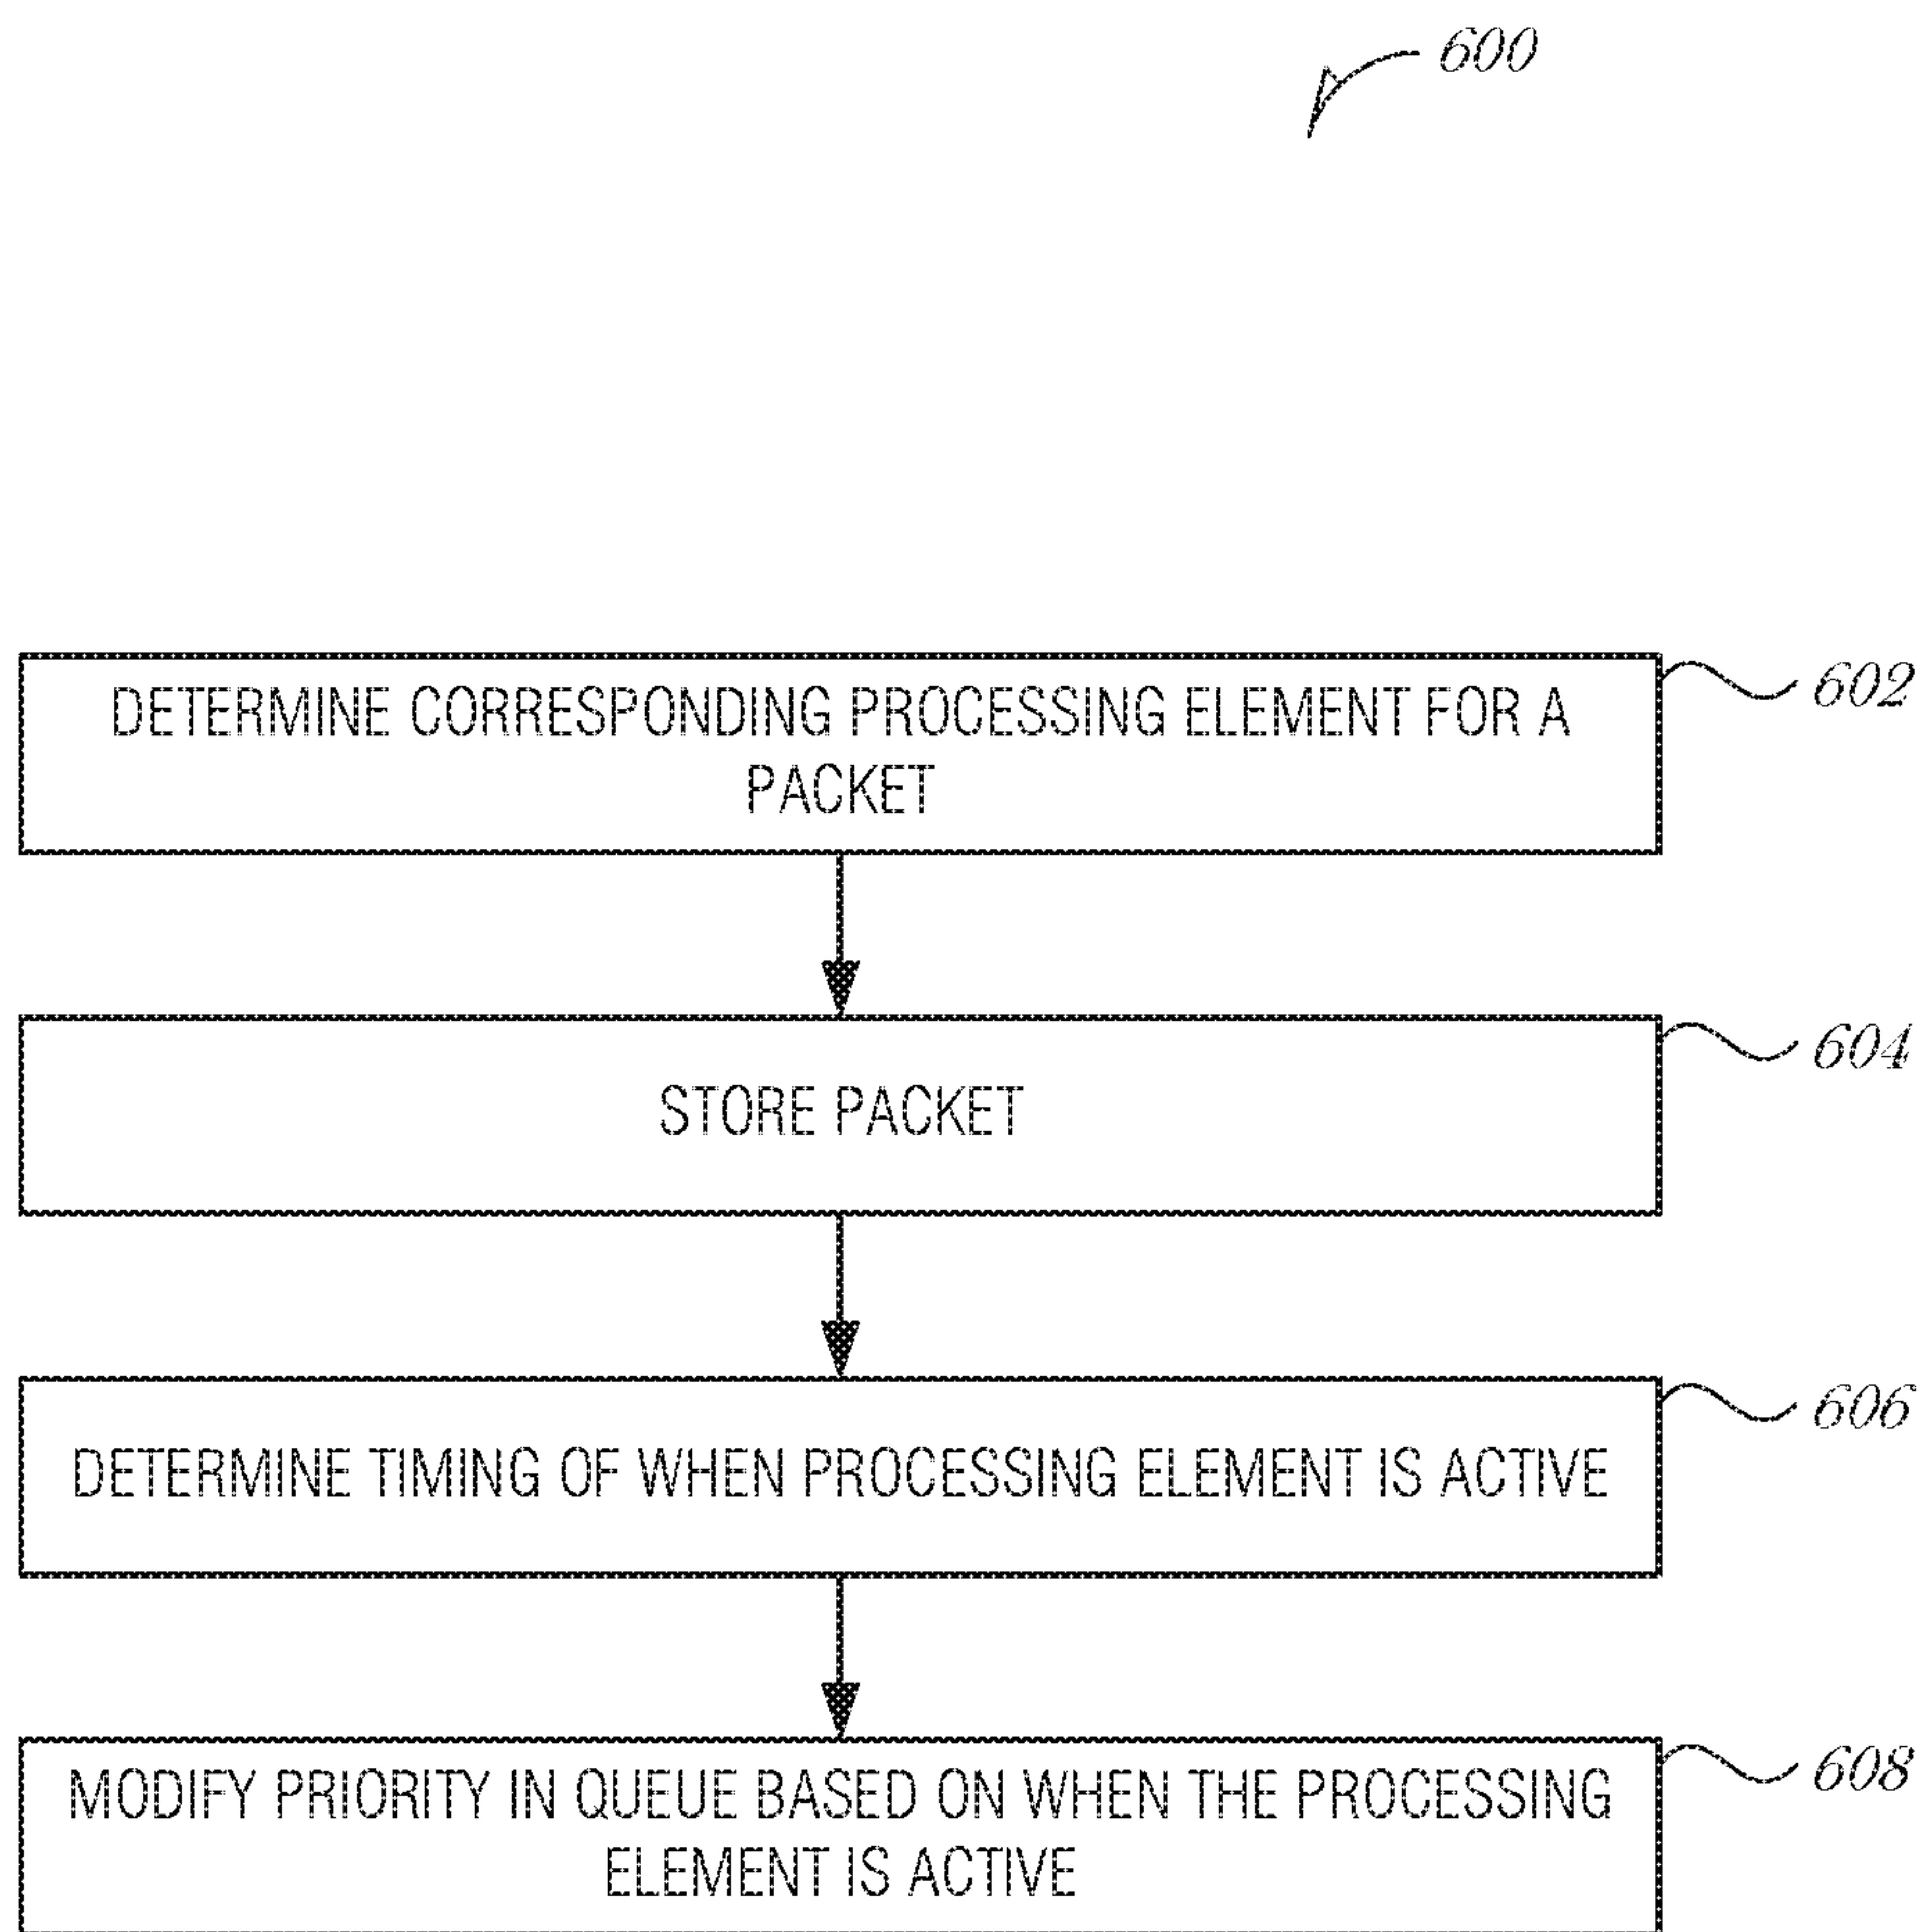 600
DETERMINE CORRESPONDING PROCESSING ELEMENT FOR A
PACKET
602
STORE PACKET
604
DETERMINE TIMING OF WHEN PROCESSING ELEMENT IS ACTIVE
606
MODIFY PRIORITY IN QUEUE BASED ON WHEN THE PROCESSING
ELEMENT IS ACTIVE
608